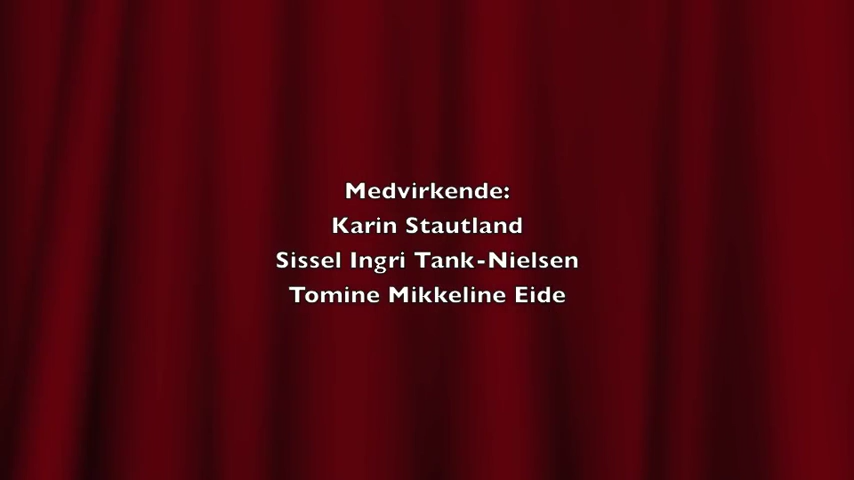 Medvirkende:
Karin Stautland
Sissel Ingri Tank-Nielsen
Tomine Mikkeline Eide